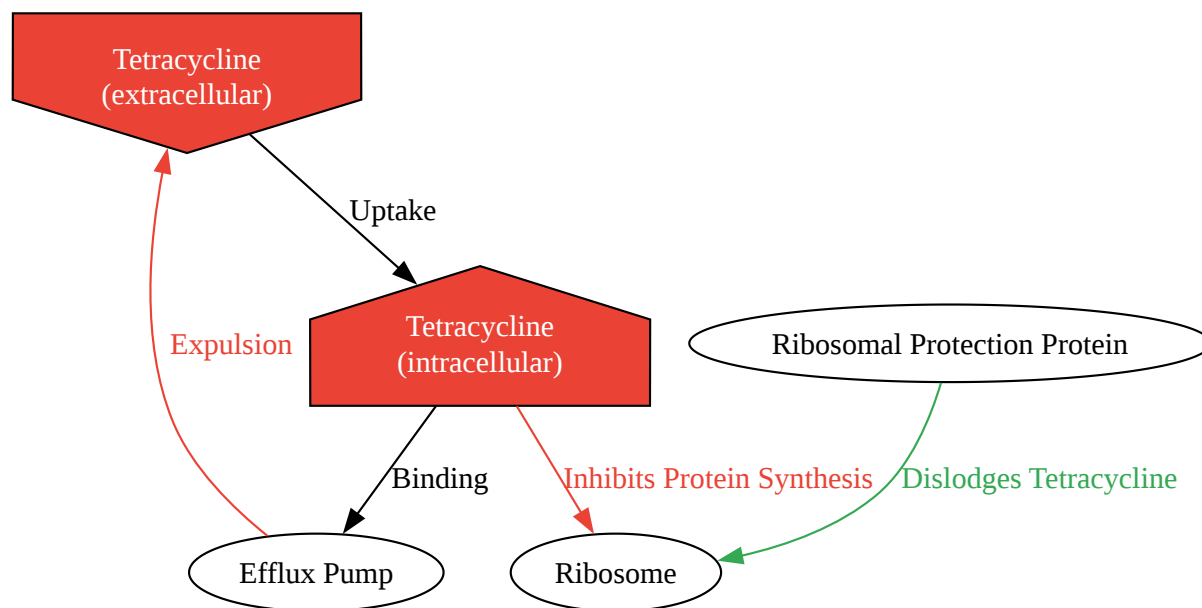 Tetracycline
(extracellular)
Uptake
Tetracycline
(intracellular)
Ribosomal Protection Protein
Expulsion
Binding
Inhibits Protein Synthesis
Dislodges Tetracycline
Efflux Pump
Ribosome